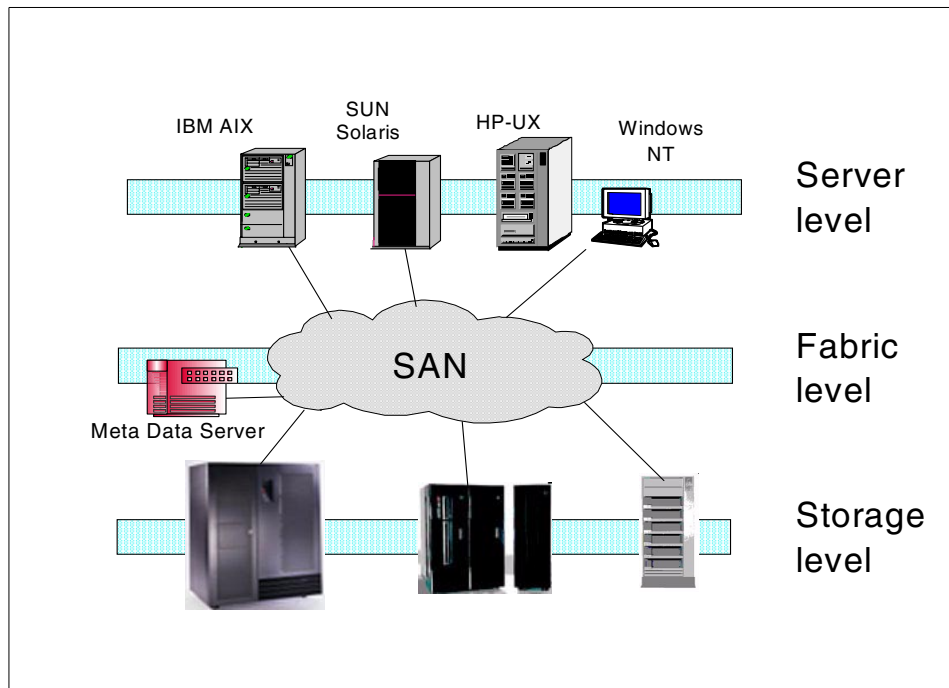 IBM AIX
SUN
Solaris
HP-UX
Windows
NT
Server
level
SAN
Fabric
level
Meta Data Server
Storage
level